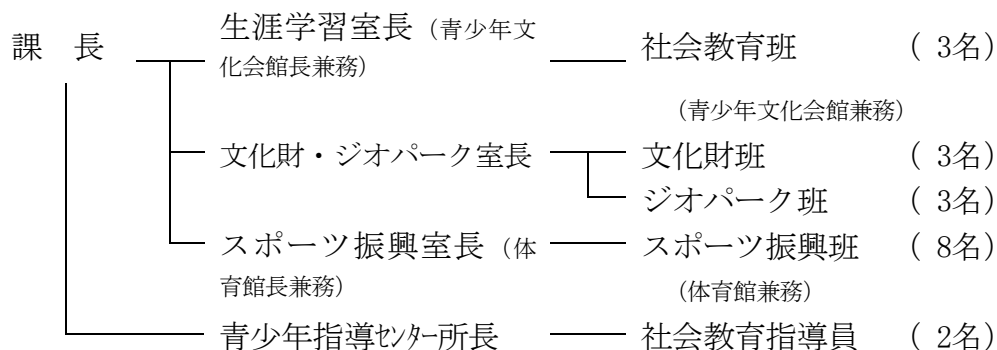 生涯学習室長 (青少年文
課　長
化会館長兼務)
社会教育班 ( 3名)
(青少年文化会館兼務)
文化財・ジオパーク室長 文化財班 ( 3名)
ジオパーク班 ( 3名)
スポーツ振興室長 (体 スポーツ振興班 ( 8名)
育館長兼務)
(体育館兼務)
青少年指導ｾﾝﾀｰ所長 社会教育指導員 ( 2名)